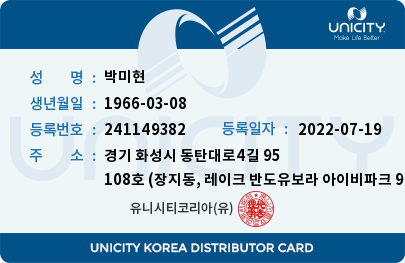 UNICITY
Make Life Better
성 명 : 박미현
생년월일 : 1966-03-08
등록번호 : 241149382 등록일자 : 2022-07-19
주 소 : 경기 화성시 동탄대로4길 95
108호 (장지동, 레이크 반도유보라 아이비파크 9
유니시티코리아(유)
UNICITY
UNICITY KOREA DISTRIBUTOR CARD